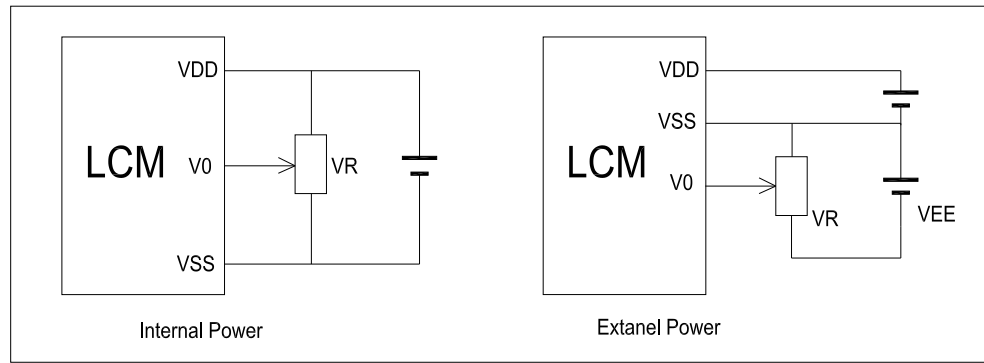 VDD
LCM
V0
VR
VSS
Internal Power
VDD
VSS
LCM
V0
VR
VEE
Extanel Power